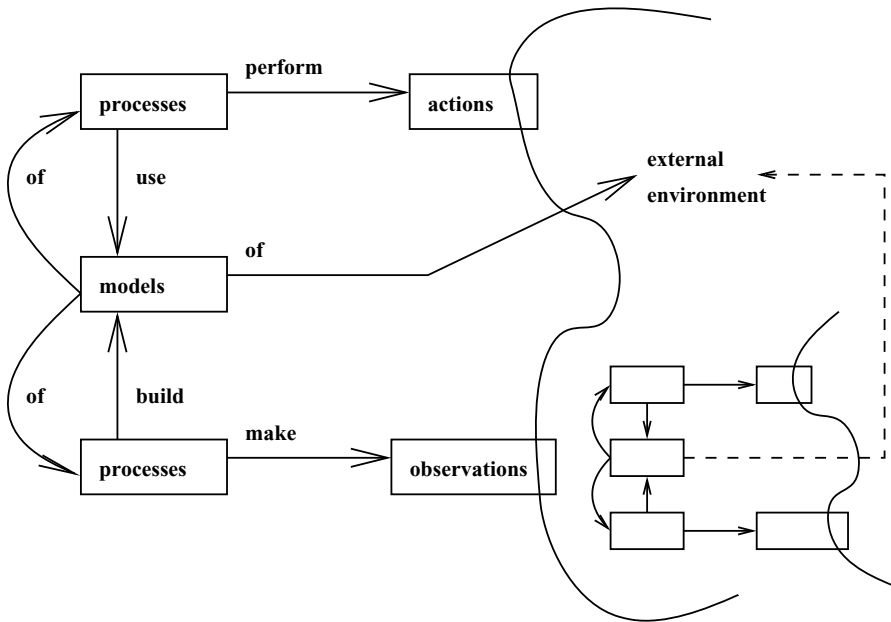 perform
processes
actions
of
use
external
environment
of
models
of
build
make
processes
observations